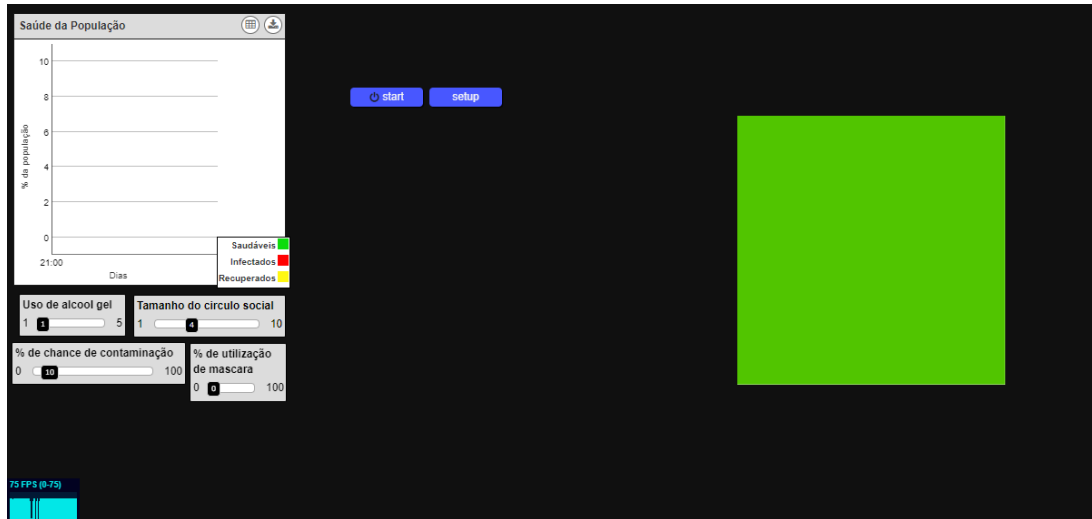 Saúde da População
10
8
6
4
2
0
% da população
21:00
Dias
Saudáveis
Infectados
Recuperados
start
setup
Uso de alcool gel
1 1 5
Tamanho do circulo social
1 4 10
% de chance de contaminação
0 10 100
% de utilização
de mascara
0 0 100
75 FPS (0-75)